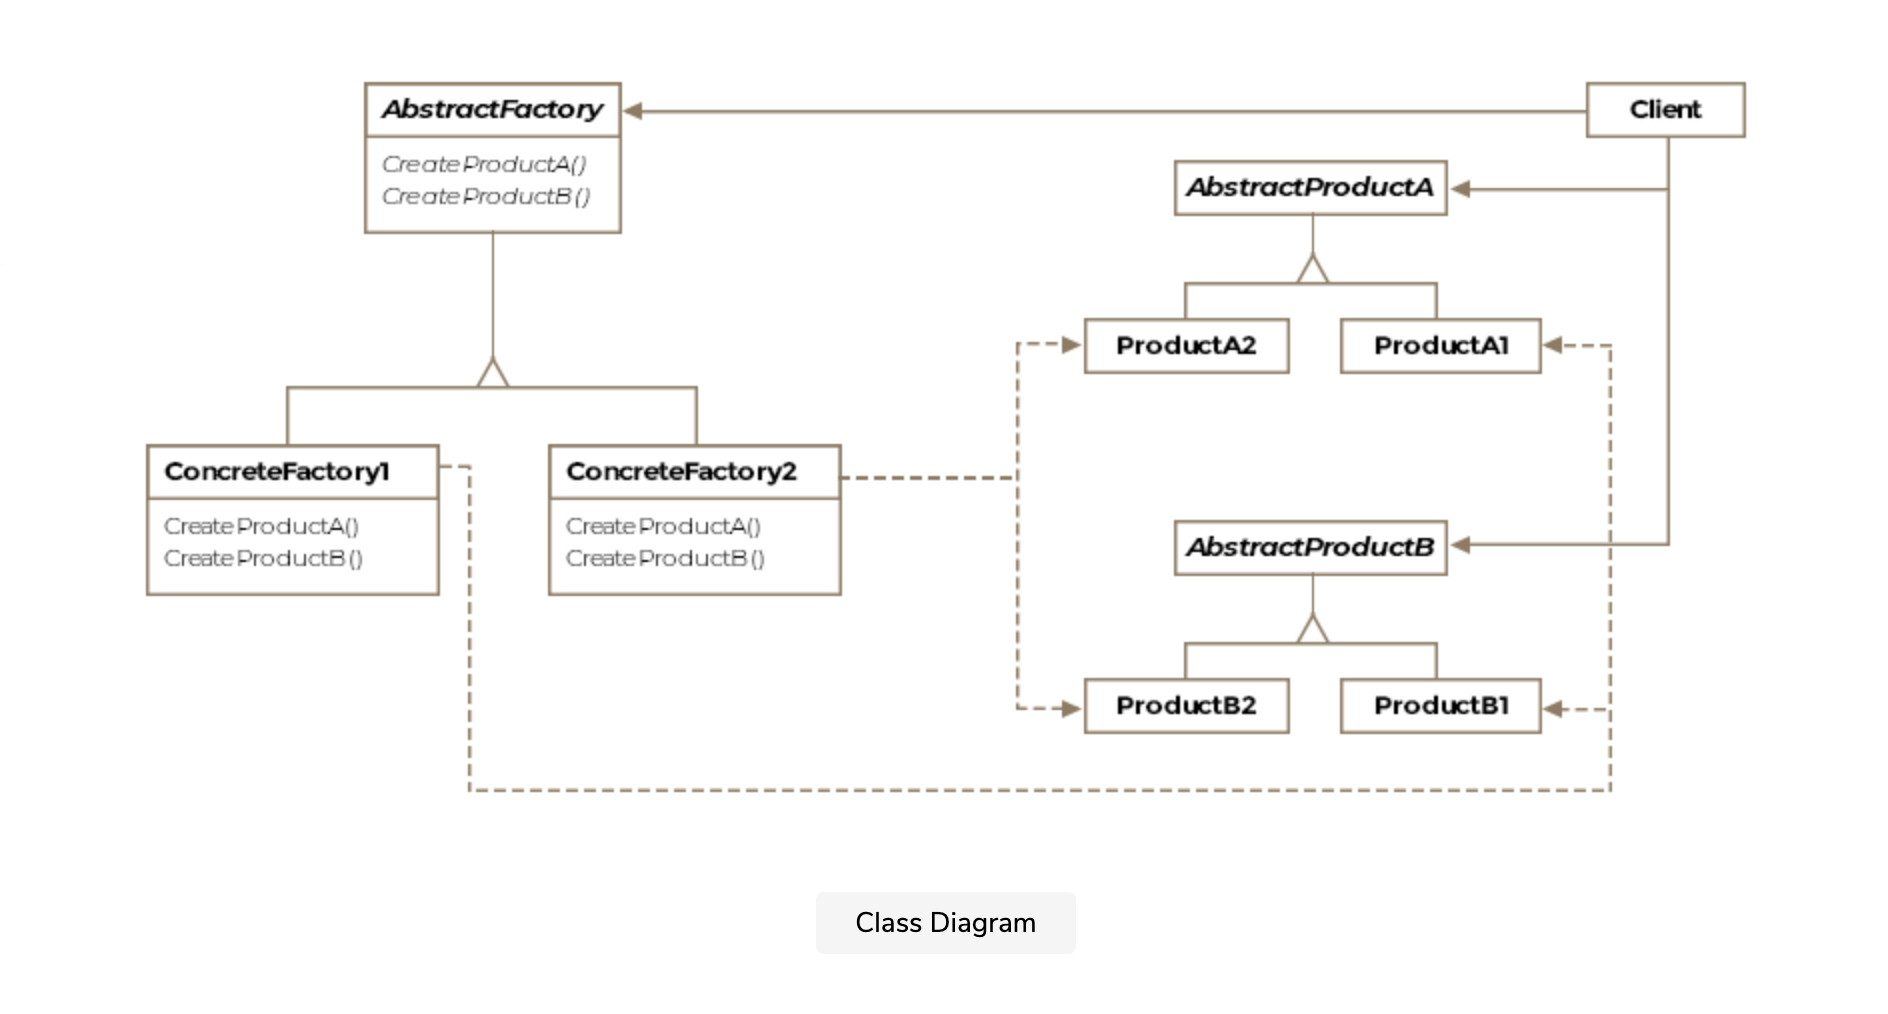 AbstractFactory
CreateProductA()
CreateProductB()
Client
AbstractProductA
ProductA2
ProductA1
ConcreteFactory1
CreateProductA()
CreateProductB()
ConcreteFactory2
CreateProductA()
CreateProductB()
AbstractProductB
ProductB2
ProductB1
Class Diagram